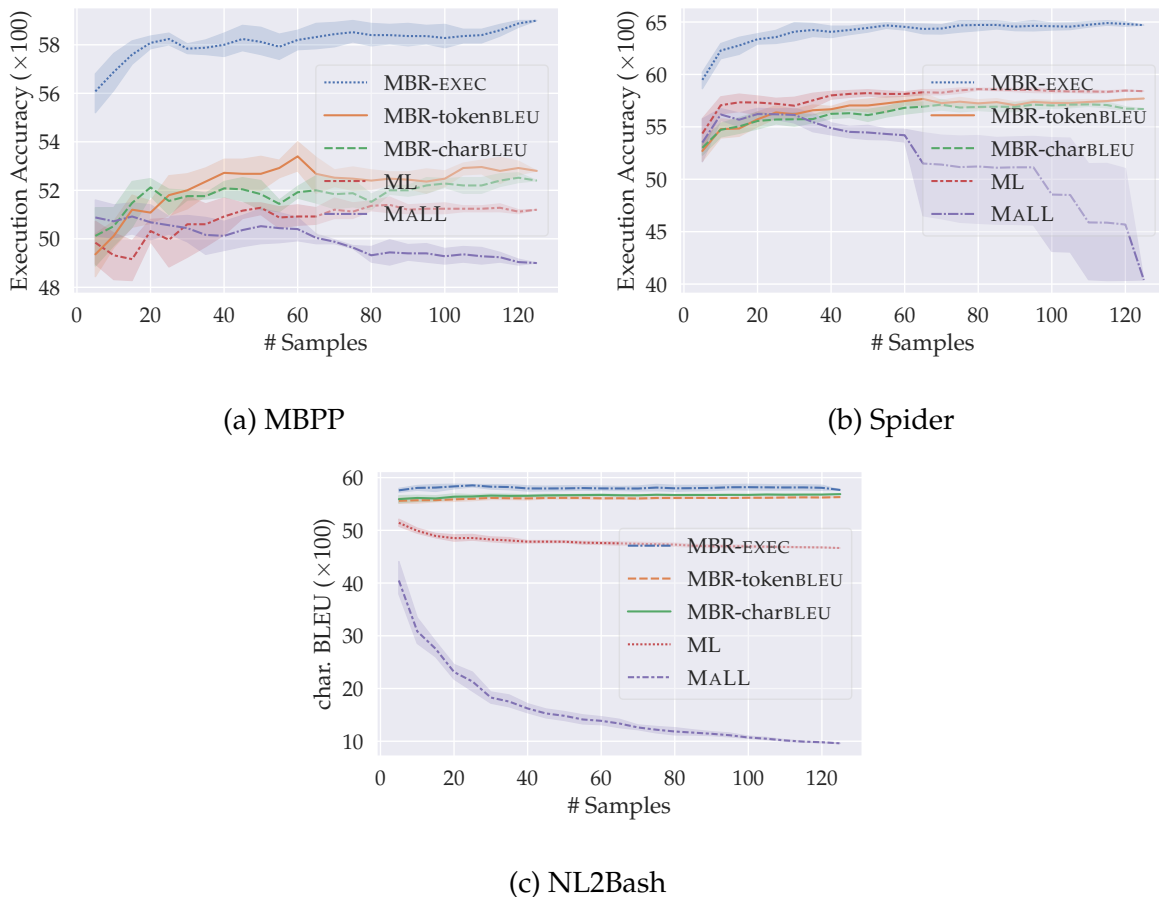 Execution Accuracy (×100)
58
56
54
52
50
48
MBR-EXEC
MBR-tokenBLEU
MBR-charBLEU
ML
MALL
0 20 40 60 80 100 120
# Samples
(a) MBPP
Execution Accuracy (×100)
65
60
55
50
45
40
MBR-EXEC
MBR-tokenBLEU
MBR-charBLEU
ML
MALL
0 20 40 60 80 100 120
# Samples
(b) Spider
char. BLEU (×100)
60
50
40
30
20
10
MBR-EXEC
MBR-tokenBLEU
MBR-charBLEU
ML
MALL
0 20 40 60 80 100 120
# Samples
(c) NL2Bash